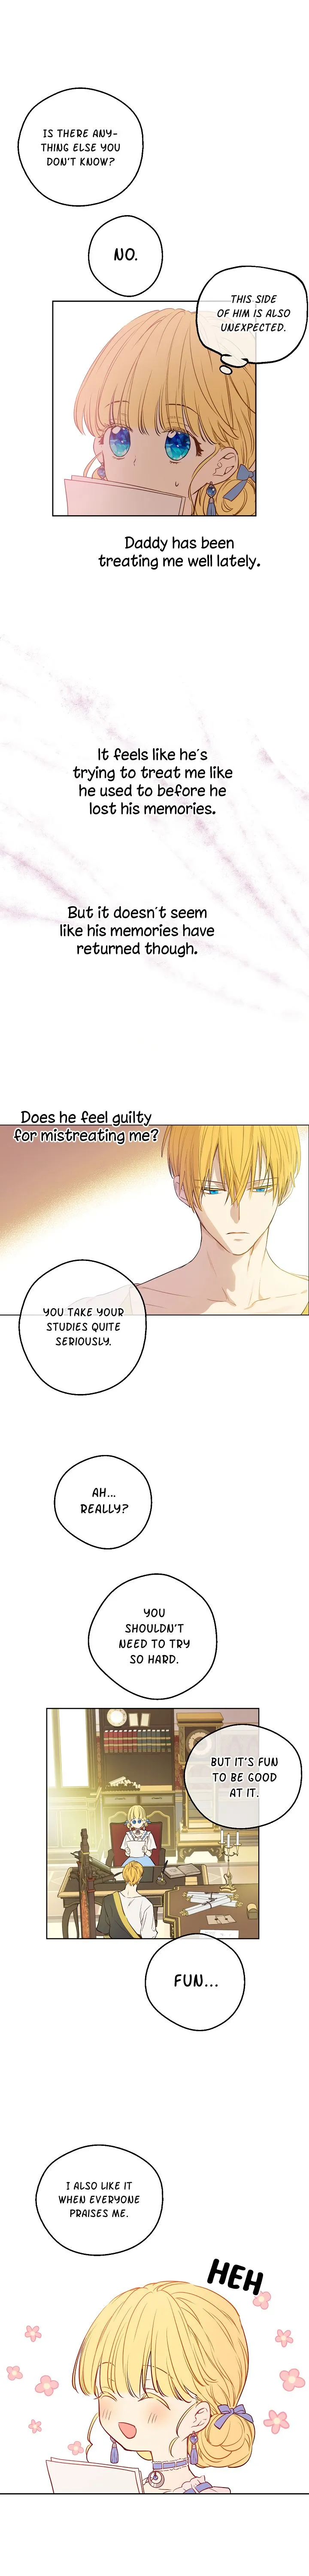 IS THERE ANY-
THING ELSE YOU
DON'T KNOW?
NO.
THIS SIDE
OF HIM IS ALSO
UNEXPECTED.
Daddy has been
treating me well lately.
It feels like he's
trying to treat me like
he used to before he
lost his memories.
But it doesn't seem
like his memories have
returned though.
Does he feel guilty
for mistreating me?
YOU TAKE YOUR
STUDIES QUITE
SERIOUSLY.
AH...
REALLY?
YOU
SHOULDN'T
NEED TO TRY
SO HARD.
BUT IT'S FUN
TO BE GOOD
AT IT.
FUN...
I ALSO LIKE IT
WHEN EVERYONE
PRAISES ME.
HEH